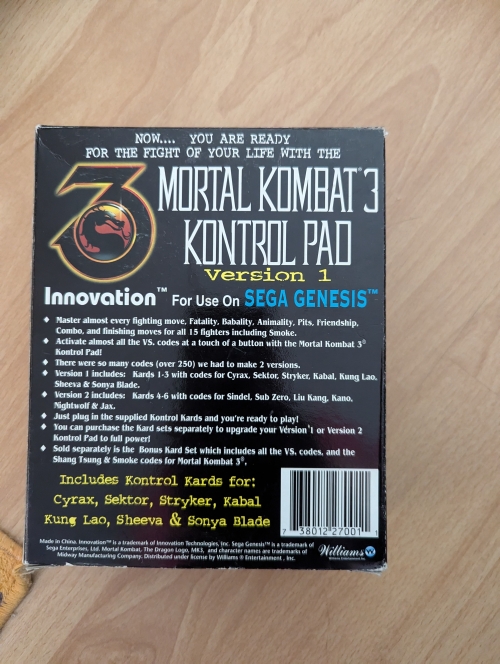 NOW.... YOU ARE READY
FOR THE FIGHT OF YOUR LIFE WITH THE
3 MORTAL KOMBAT® 3
KONTROL PAD
Version 1
Innovation™ For Use On SEGA GENESIS™
◆ Master almost every fighting move, Fatality, Babality, Animality, Pits, Friendship,
Combo, and finishing moves for all 15 fighters including Smoke.
◆ Activate almost all the VS. codes at a touch of a button with the Mortal Kombat 3®
Kontrol Pad!
◆ There were so many codes (over 250) we had to make 2 versions.
◆ Version 1 includes: Kards 1-3 with codes for Cyrax, Sektor, Stryker, Kabal, Kung Lao,
Sheeva & Sonya Blade.
◆ Version 2 includes: Kards 4-6 with codes for Sindel, Sub Zero, Liu Kang, Kano,
Nightwolf & Jax.
◆ Just plug in the supplied Kontrol Kards and you're ready to play!
◆ You can purchase the Kard sets separately to upgrade your Version 1 or Version 2
Kontrol Pad to full power!
◆ Sold separately is the Bonus Kard Set which includes all the VS. codes, and the
Shang Tsung & Smoke codes for Mortal Kombat 3®.
Includes Kontrol Kards for:
Cyrax, Sektor, Stryker, Kabal
Kung Lao, Sheeva & Sonya Blade
7 38012 27001
Made in China. Innovation™ is a trademark of Innovation Technologies, Inc. Sega Genesis™ is a trademark of
Sega Enterprises, Ltd. Mortal Kombat, The Dragon Logo, MK3, and character names are trademarks of
Midway Manufacturing Company. Distributed under license by Williams ® Entertainment, Inc.
Williams